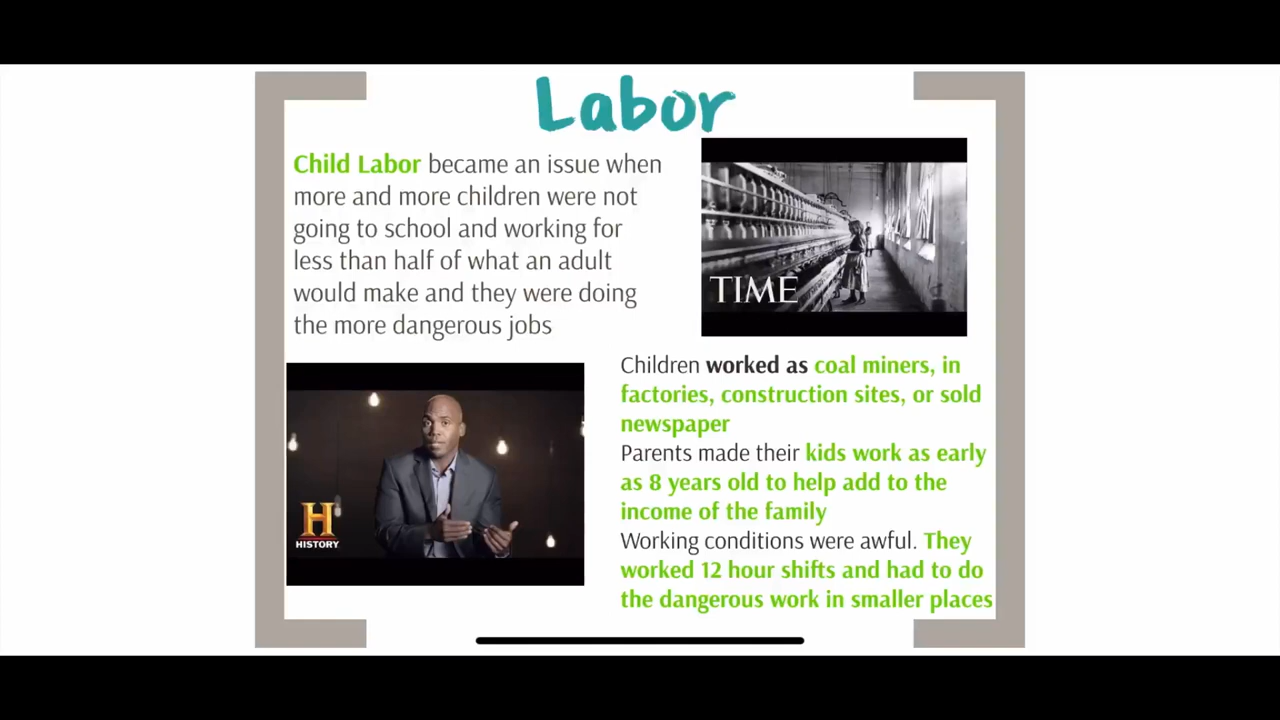 Labor
Child Labor became an issue when
more and more children were not
going to school and working for
less than half of what an adult
would make and they were doing
the more dangerous jobs
TIME
Children worked as coal miners, in
factories, construction sites, or sold
newspaper
Parents made their kids work as early
as 8 years old to help add to the
income of the family
Working conditions were awful. They
worked 12 hour shifts and had to do
the dangerous work in smaller places
H
HISTORY